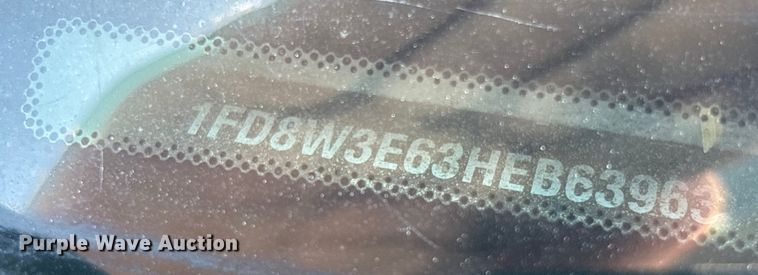 1FD8W3E63HEB63963
Purple Wave Auction